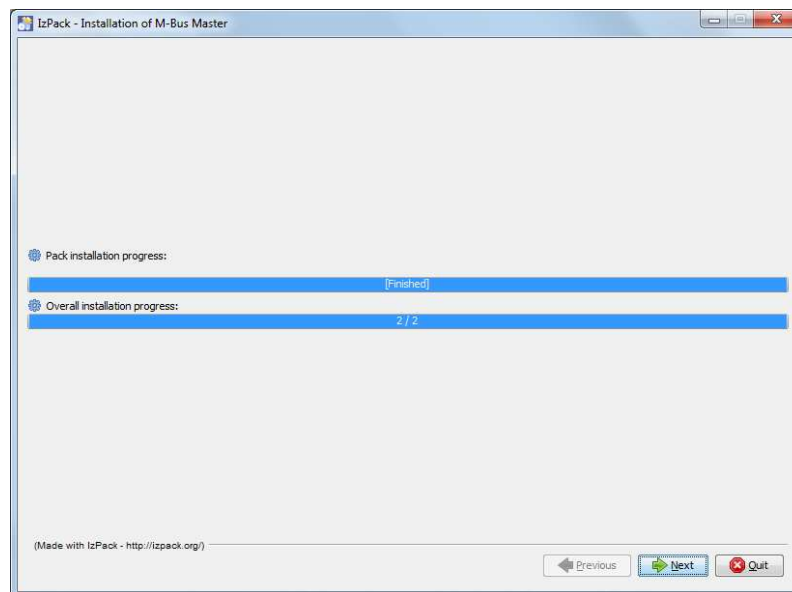 IzPack - Installation of M-Bus Master
Pack installation progress:
[Finished]
Overall installation progress:
2 / 2
(Made with IzPack - http://izpack.org/)
Previous Next Quit